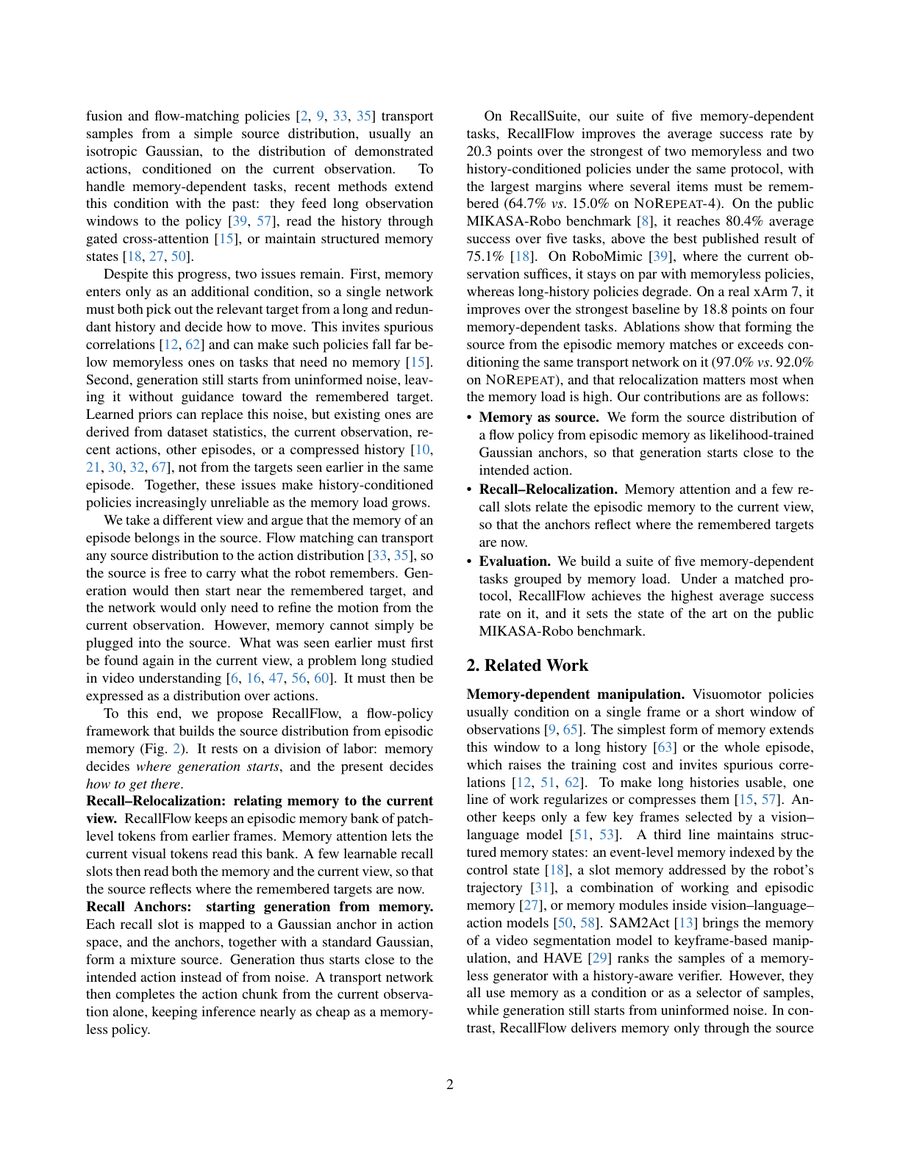 fusion and flow-matching policies [2, 9, 33, 35] transport
samples from a simple source distribution, usually an
isotropic Gaussian, to the distribution of demonstrated
actions, conditioned on the current observation. To
handle memory-dependent tasks, recent methods extend
this condition with the past: they feed long observation
windows to the policy [39, 57], read the history through
gated cross-attention [15], or maintain structured memory
states [18, 27, 50].
Despite this progress, two issues remain. First, memory
enters only as an additional condition, so a single network
must both pick out the relevant target from a long and redun-
dant history and decide how to move. This invites spurious
correlations [12, 62] and can make such policies fall far be-
low memoryless ones on tasks that need no memory [15].
Second, generation still starts from uninformed noise, leav-
ing it without guidance toward the remembered target.
Learned priors can replace this noise, but existing ones are
derived from dataset statistics, the current observation, re-
cent actions, other episodes, or a compressed history [10,
21, 30, 32, 67], not from the targets seen earlier in the same
episode. Together, these issues make history-conditioned
policies increasingly unreliable as the memory load grows.
We take a different view and argue that the memory of an
episode belongs in the source. Flow matching can transport
any source distribution to the action distribution [33, 35], so
the source is free to carry what the robot remembers. Gen-
eration would then start near the remembered target, and
the network would only need to refine the motion from the
current observation. However, memory cannot simply be
plugged into the source. What was seen earlier must first
be found again in the current view, a problem long studied
in video understanding [6, 16, 47, 56, 60]. It must then be
expressed as a distribution over actions.
To this end, we propose RecallFlow, a flow-policy
framework that builds the source distribution from episodic
memory (Fig. 2). It rests on a division of labor: memory
decides where generation starts, and the present decides
how to get there.
Recall–Relocalization: relating memory to the current
view. RecallFlow keeps an episodic memory bank of patch-
level tokens from earlier frames. Memory attention lets the
current visual tokens read this bank. A few learnable recall
slots then read both the memory and the current view, so that
the source reflects where the remembered targets are now.
Recall Anchors: starting generation from memory.
Each recall slot is mapped to a Gaussian anchor in action
space, and the anchors, together with a standard Gaussian,
form a mixture source. Generation thus starts close to the
intended action instead of from noise. A transport network
then completes the action chunk from the current observa-
tion alone, keeping inference nearly as cheap as a memory-
less policy.
On RecallSuite, our suite of five memory-dependent
tasks, RecallFlow improves the average success rate by
20.3 points over the strongest of two memoryless and two
history-conditioned policies under the same protocol, with
the largest margins where several items must be remem-
bered (64.7% vs. 15.0% on NOREPEAT-4). On the public
MIKASA-Robo benchmark [8], it reaches 80.4% average
success over five tasks, above the best published result of
75.1% [18]. On RoboMimic [39], where the current ob-
servation suffices, it stays on par with memoryless policies,
whereas long-history policies degrade. On a real xArm 7, it
improves over the strongest baseline by 18.8 points on four
memory-dependent tasks. Ablations show that forming the
source from the episodic memory matches or exceeds con-
ditioning the same transport network on it (97.0% vs. 92.0%
on NOREPEAT), and that relocalization matters most when
the memory load is high. Our contributions are as follows:
• Memory as source. We form the source distribution of
a flow policy from episodic memory as likelihood-trained
Gaussian anchors, so that generation starts close to the
intended action.
• Recall–Relocalization. Memory attention and a few re-
call slots relate the episodic memory to the current view,
so that the anchors reflect where the remembered targets
are now.
• Evaluation. We build a suite of five memory-dependent
tasks grouped by memory load. Under a matched pro-
tocol, RecallFlow achieves the highest average success
rate on it, and it sets the state of the art on the public
MIKASA-Robo benchmark.
2. Related Work
Memory-dependent manipulation. Visuomotor policies
usually condition on a single frame or a short window of
observations [9, 65]. The simplest form of memory extends
this window to a long history [63] or the whole episode,
which raises the training cost and invites spurious corre-
lations [12, 51, 62]. To make long histories usable, one
line of work regularizes or compresses them [15, 57]. An-
other keeps only a few key frames selected by a vision–
language model [51, 53]. A third line maintains struc-
tured memory states: an event-level memory indexed by the
control state [18], a slot memory addressed by the robot's
trajectory [31], a combination of working and episodic
memory [27], or memory modules inside vision–language–
action models [50, 58]. SAM2Act [13] brings the memory
of a video segmentation model to keyframe-based manip-
ulation, and HAVE [29] ranks the samples of a memory-
less generator with a history-aware verifier. However, they
all use memory as a condition or as a selector of samples,
while generation still starts from uninformed noise. In con-
trast, RecallFlow delivers memory only through the source
2